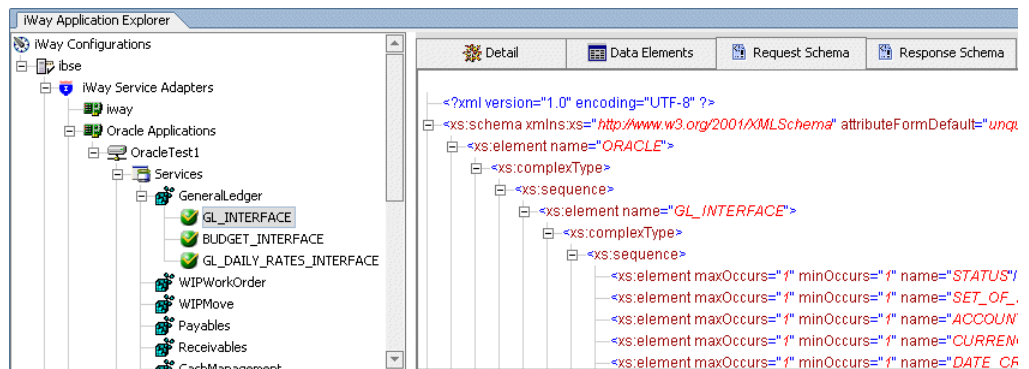 iWay Application Explorer
iWay Configurations
ibse
iWay Service Adapters
iway
Oracle Applications
OracleTest1
Services
GeneralLedger
GL_INTERFACE
BUDGET_INTERFACE
GL_DAILY_RATES_INTERFACE
WIPWorkOrder
WIPMove
Payables
Receivables
CashManagement
Detail Data Elements Request Schema Response Schema
<?xml version="1.0" encoding="UTF-8" ?>
<xs:schema xmlns:xs="http://www.w3.org/2001/XMLSchema" attributeFormDefault="unqu
<xs:element name="ORACLE">
<xs:complexType>
<xs:sequence>
<xs:element name="GL_INTERFACE">
<xs:complexType>
<xs:sequence>
<xs:element maxOccurs="1" minOccurs="1" name="STATUS"/
<xs:element maxOccurs="1" minOccurs="1" name="SET_OF_
<xs:element maxOccurs="1" minOccurs="1" name="ACCOUNT
<xs:element maxOccurs="1" minOccurs="1" name="CURRENC
<xs:element maxOccurs="1" minOccurs="1" name="DATE_CR